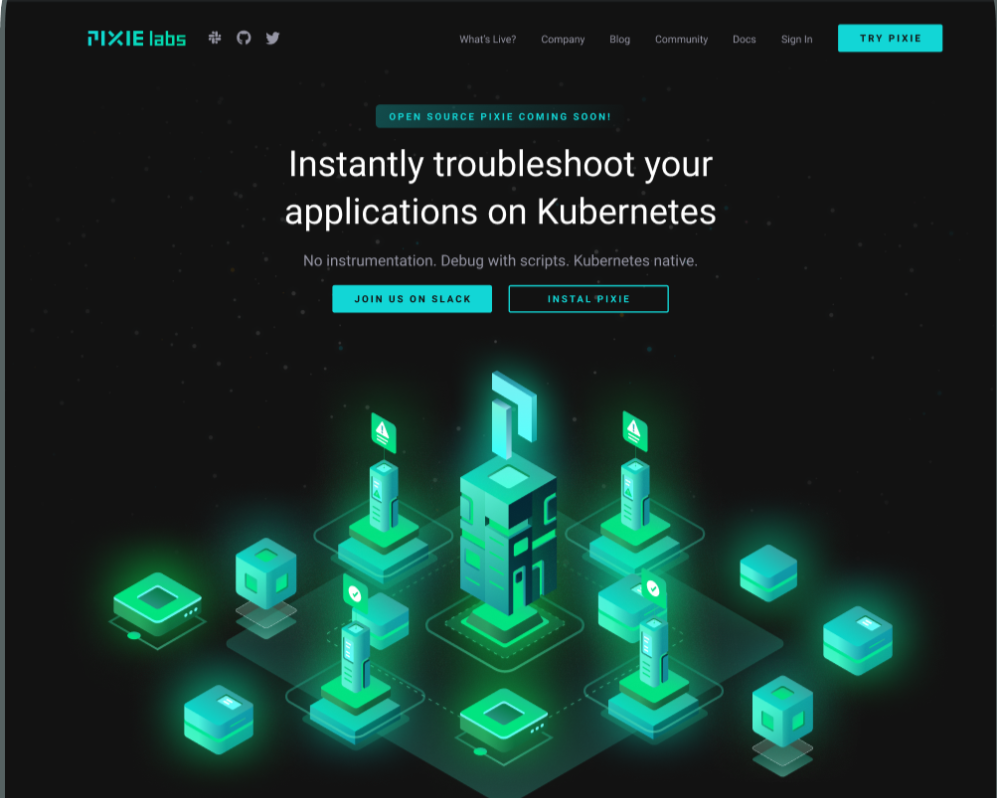 PIXIE labs
What's Live?
Company
Blog
Community
Docs
Sign In
TRY PIXIE
OPEN SOURCE PIXIE COMING SOON!
Instantly troubleshoot your
applications on Kubernetes
No instrumentation. Debug with scripts. Kubernetes native.
JOIN US ON SLACK
INSTAL PIXIE